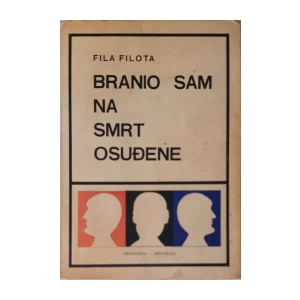 FILA FILOTA
BRANIO SAM
NA
SMRT
OSUĐENE